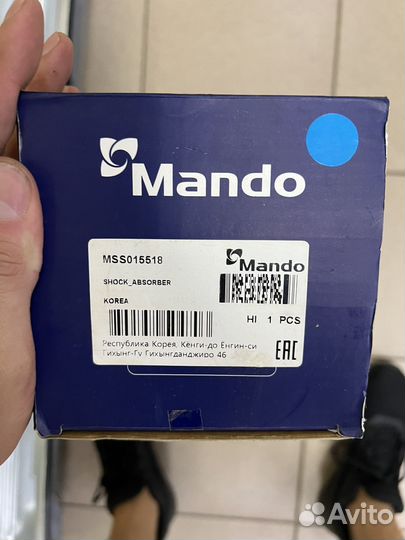 Mando
MSS015518
Mando
SHOCK_ABSORBER
KOREA
HI 1 PCS
Республика Корея, Кенги-до Ёнгин-си
Гихынг-Гу Гихынгданджиро 46
EAC
Avito